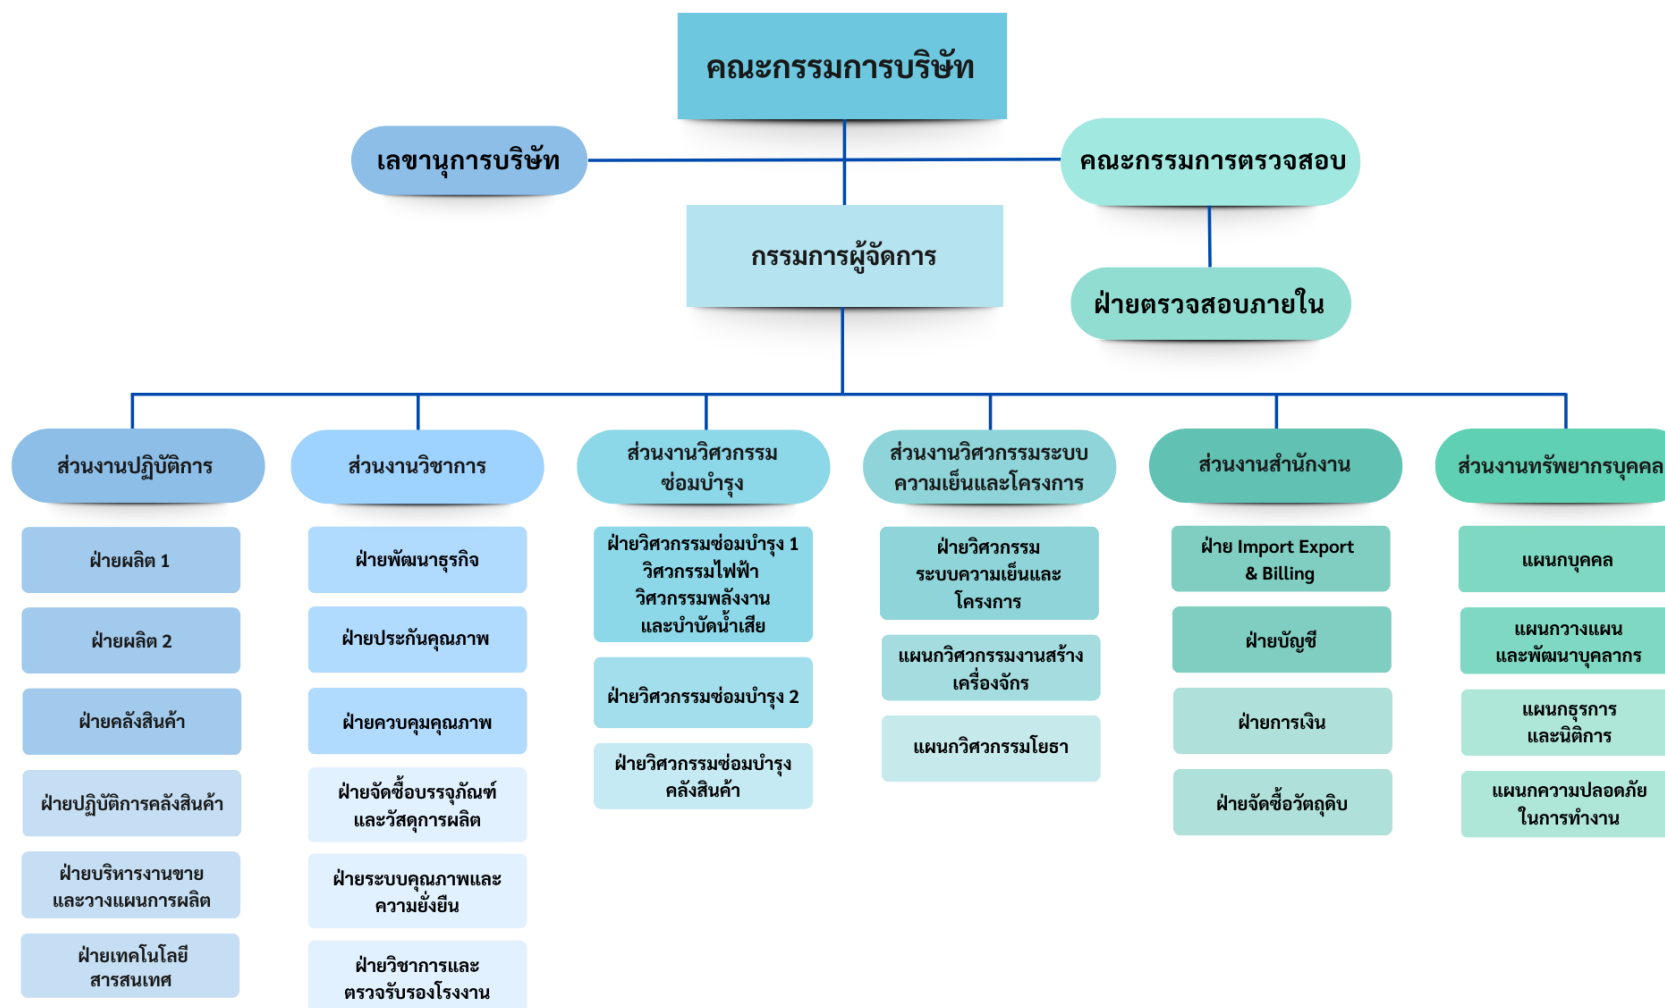 คณะกรรมการบริษัท
เลขานุการบริษัท
คณะกรรมการตรวจสอบ
กรรมการผู้จัดการ
ฝ่ายตรวจสอบภายใน
ส่วนงานปฏิบัติการ
ฝ่ายผลิต 1
ฝ่ายผลิต 2
ฝ่ายคลังสินค้า
ฝ่ายปฏิบัติการคลังสินค้า
ฝ่ายบริหารงานขาย
และวางแผนการผลิต
ฝ่ายเทคโนโลยี
สารสนเทศ
ส่วนงานวิชาการ
ฝ่ายพัฒนาธุรกิจ
ฝ่ายประกันคุณภาพ
ฝ่ายควบคุมคุณภาพ
ฝ่ายจัดซื้อบรรจุภัณฑ์
และวัสดุการผลิต
ฝ่ายระบบคุณภาพและ
ความยั่งยืน
ฝ่ายวิชาการและ
ตรวจรับรองโรงงาน
ส่วนงานวิศวกรรม
ซ่อมบำรุง
ฝ่ายวิศวกรรมซ่อมบำรุง 1
วิศวกรรมไฟฟ้า
วิศวกรรมพลังงาน
และบำบัดน้ำเสีย
ฝ่ายวิศวกรรมซ่อมบำรุง 2
ฝ่ายวิศวกรรมซ่อมบำรุง
คลังสินค้า
ส่วนงานวิศวกรรมระบบ
ความเย็นและโครงการ
ฝ่ายวิศวกรรม
ระบบความเย็นและ
โครงการ
แผนกวิศวกรรมงานสร้าง
เครื่องจักร
แผนกวิศวกรรมโยธา
ส่วนงานสำนักงาน
ฝ่าย Import Export
& Billing
ฝ่ายบัญชี
ฝ่ายการเงิน
ฝ่ายจัดซื้อวัตถุดิบ
ส่วนงานทรัพยากรบุคคล
แผนกบุคคล
แผนกวางแผน
และพัฒนาบุคลากร
แผนกธุรการ
และนิติการ
แผนกความปลอดภัย
ในการทำงาน